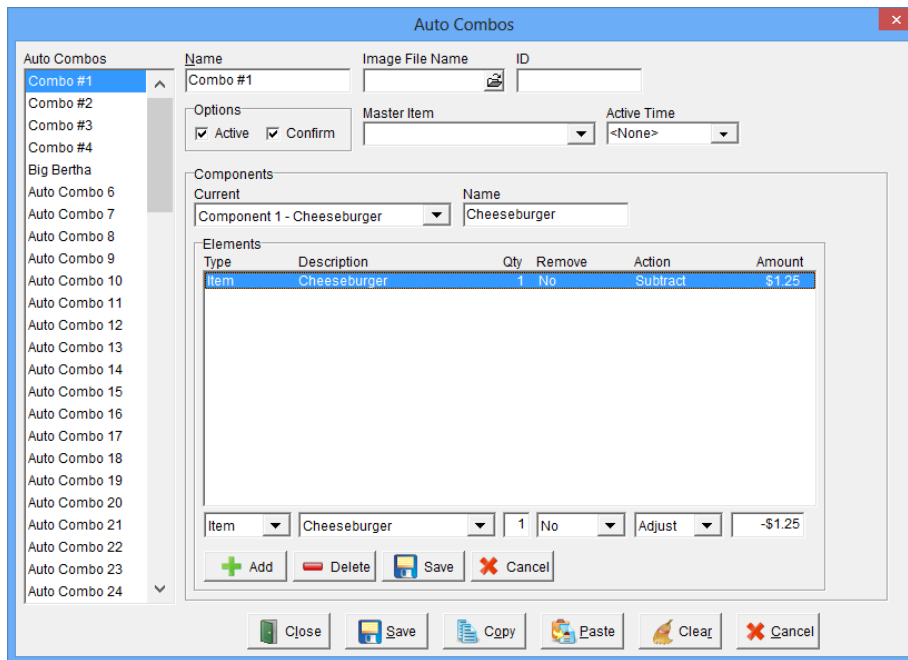 Auto Combos
Auto Combos
Combo #1
Combo #2
Combo #3
Combo #4
Big Bertha
Auto Combo 6
Auto Combo 7
Auto Combo 8
Auto Combo 9
Auto Combo 10
Auto Combo 11
Auto Combo 12
Auto Combo 13
Auto Combo 14
Auto Combo 15
Auto Combo 16
Auto Combo 17
Auto Combo 18
Auto Combo 19
Auto Combo 20
Auto Combo 21
Auto Combo 22
Auto Combo 23
Auto Combo 24
Name Image File Name ID
Combo #1
Options Master Item Active Time
Active Confirm <None>
Components
Current Name
Component 1 - Cheeseburger Cheeseburger
Elements
Type Description Qty Remove Action Amount
Item Cheeseburger 1 No Subtract $1.25
Item Cheeseburger 1 No Adjust -$1.25
Add Delete Save Cancel
Close Save Copy Paste Clear Cancel